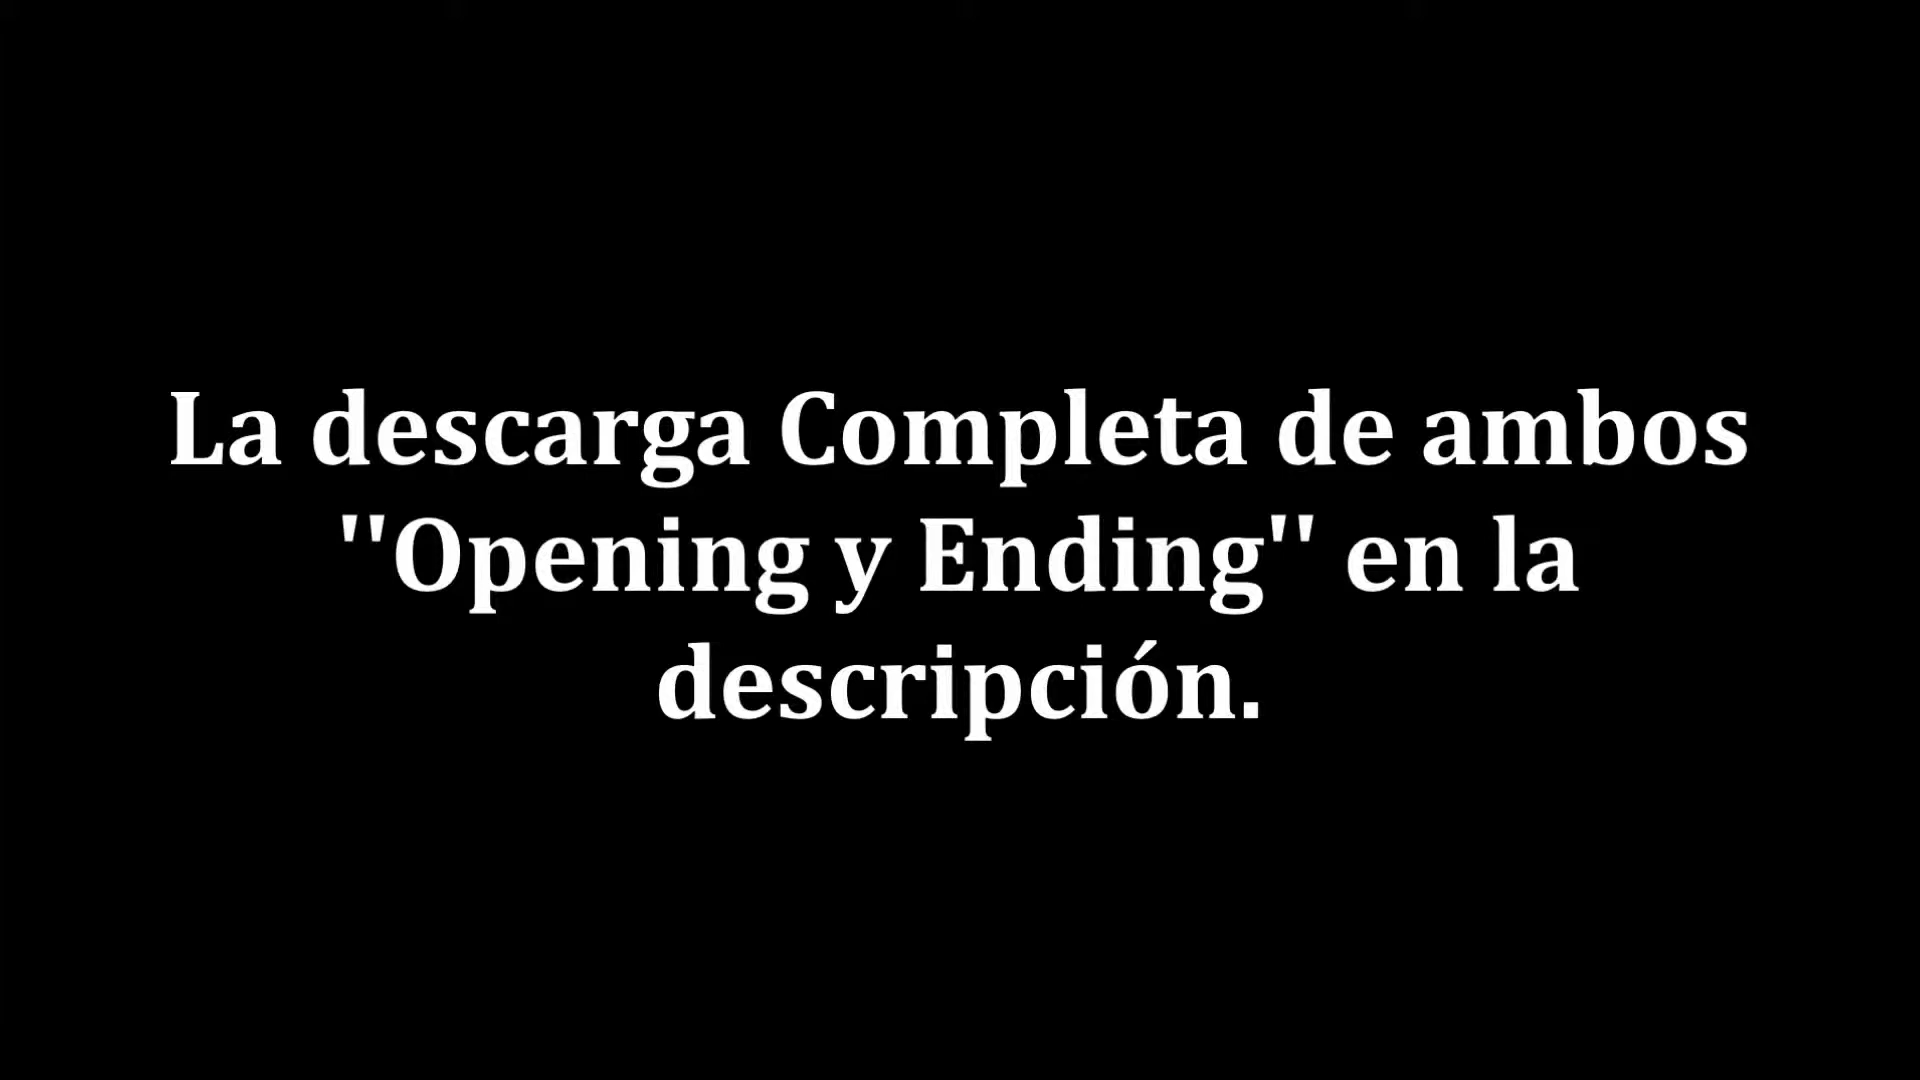 La descarga Completa de ambos
''Opening y Ending'' en la
descripción.